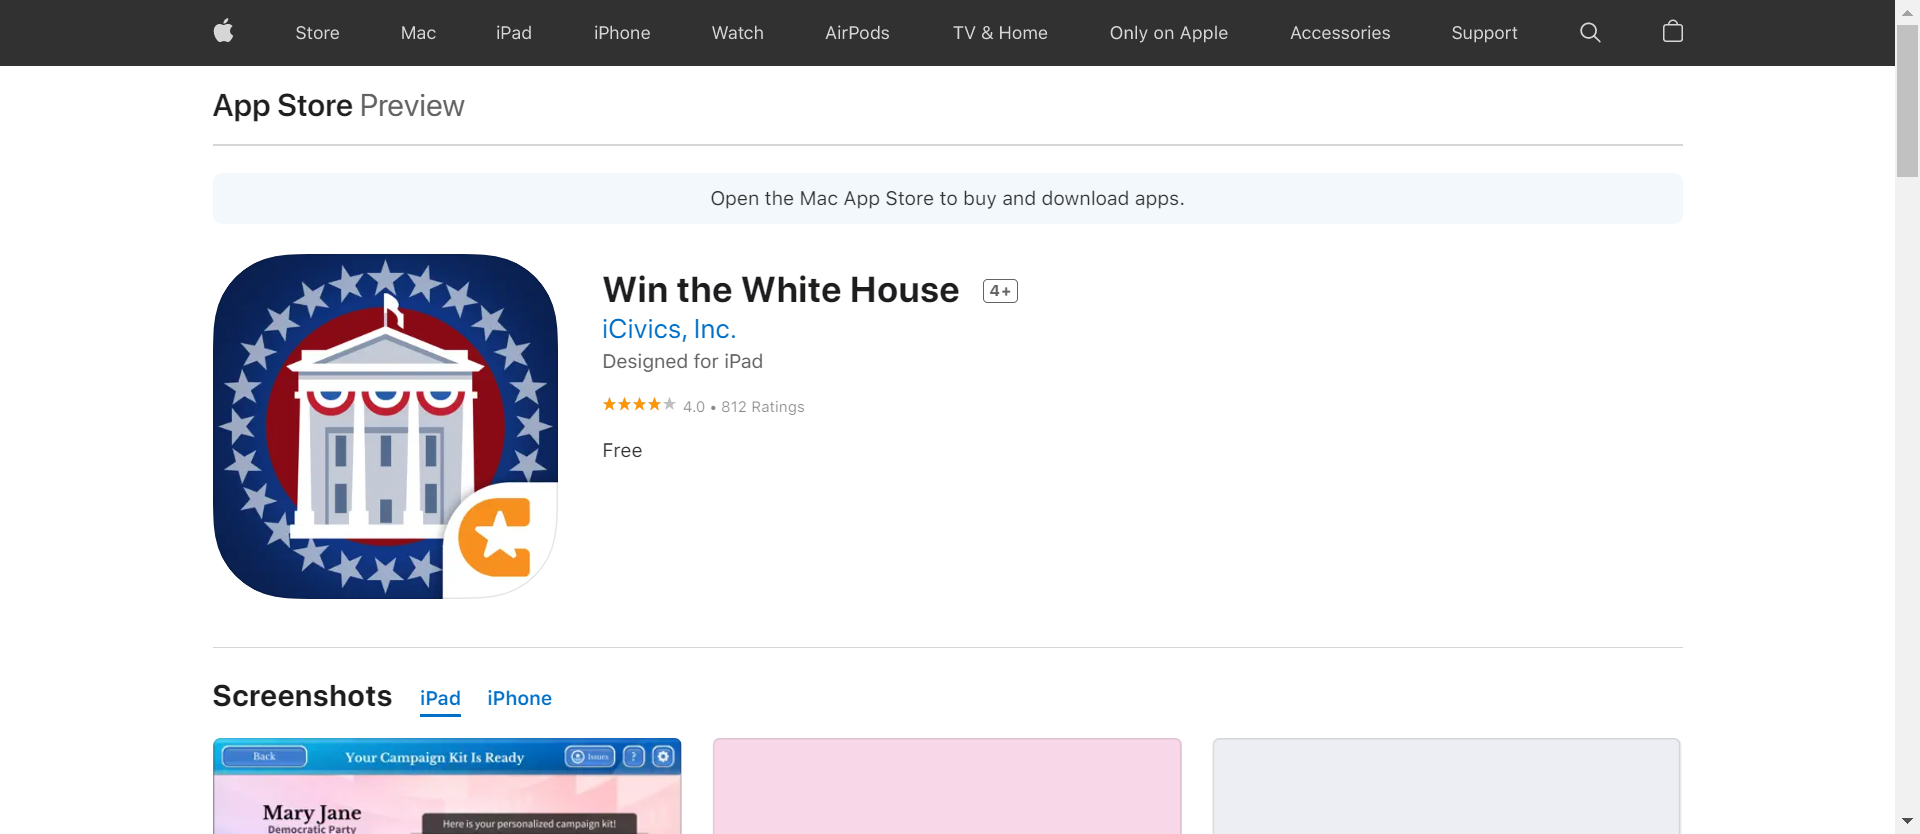 Store Mac iPad iPhone Watch AirPods TV & Home Only on Apple Accessories Support
App Store Preview
Open the Mac App Store to buy and download apps.
Win the White House 4+
iCivics, Inc.
Designed for iPad
4.0 • 812 Ratings
Free
Screenshots iPad iPhone
Back Your Campaign Kit Is Ready Issues ?
Mary Jane
Democratic Party
Here is your personalized campaign kit!